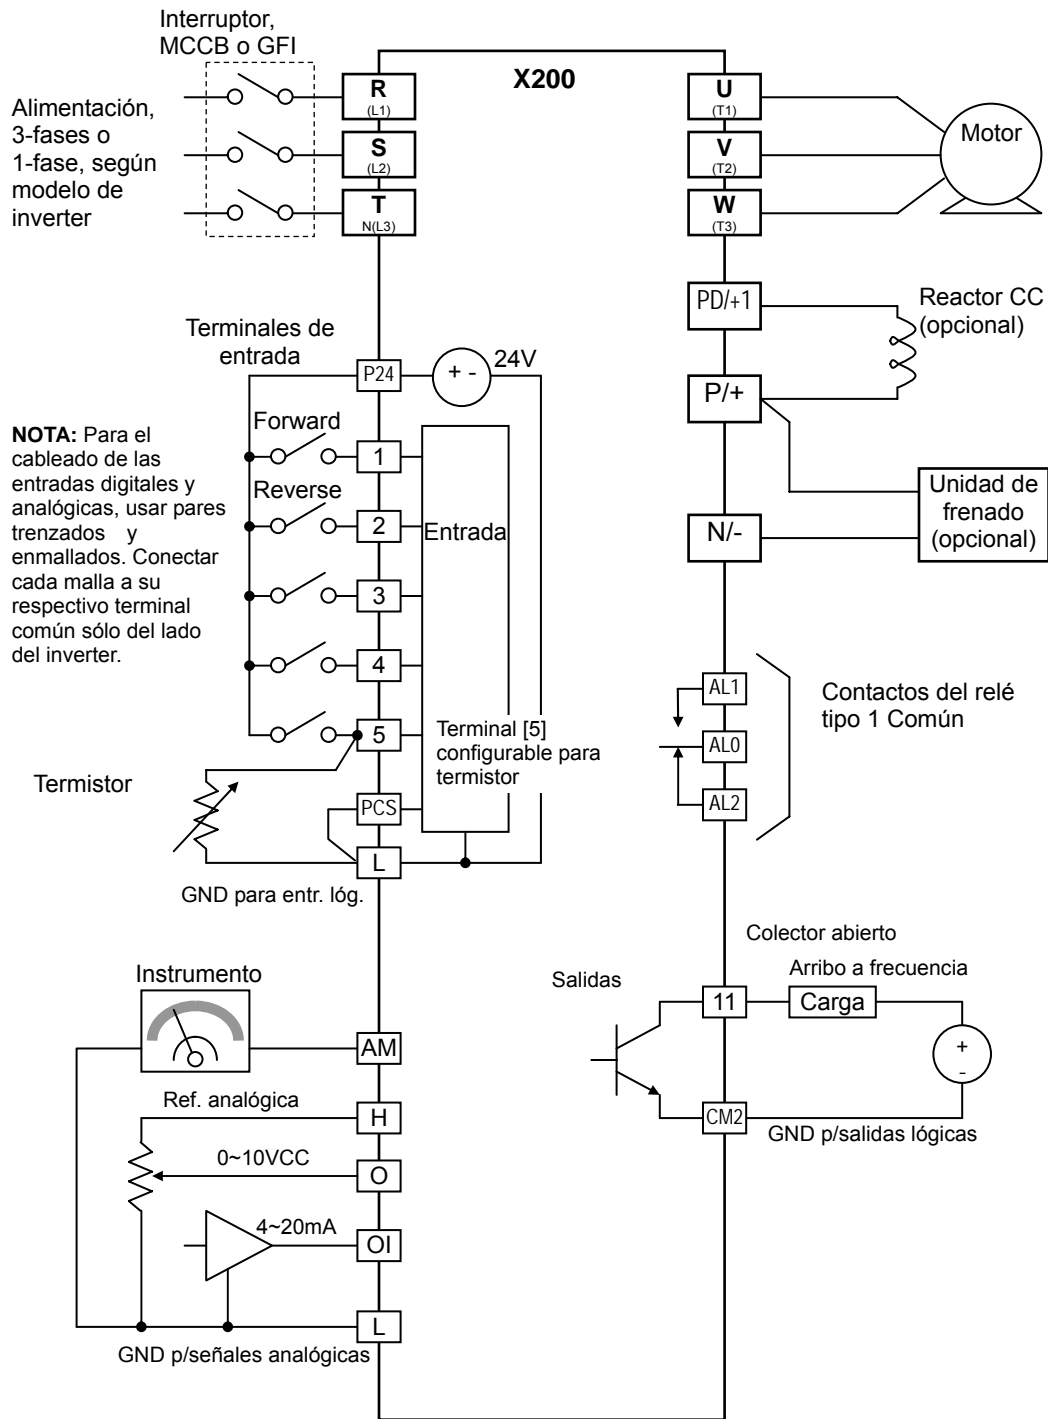 Interruptor,
MCCB o GFI
X200
Alimentación,
3-fases o
1-fase, según
modelo de
inverter
R
(L1)
S
(L2)
T
N(L3)
U
(T1)
V
(T2)
W
(T3)
Motor
PD/+1
Reactor CC
(opcional)
P/+
Unidad de
frenado
(opcional)
N/-
Terminales de
entrada
P24
+ -
24V
NOTA: Para el
cableado de las
entradas digitales y
analógicas, usar pares
trenzados y
enmallados. Conectar
cada malla a su
respectivo terminal
común sólo del lado
del inverter.
Forward
1
Reverse
2
Entrada
3
4
5
Terminal [5]
configurable para
termistor
Termistor
PCS
L
GND para entr. lóg.
AL1
AL0
AL2
Contactos del relé
tipo 1 Común
Colector abierto
Salidas
Arribo a frecuencia
11
Carga
+
-
CM2
GND p/salidas lógicas
Instrumento
AM
Ref. analógica
H
0~10VCC
O
4~20mA
OI
L
GND p/señales analógicas